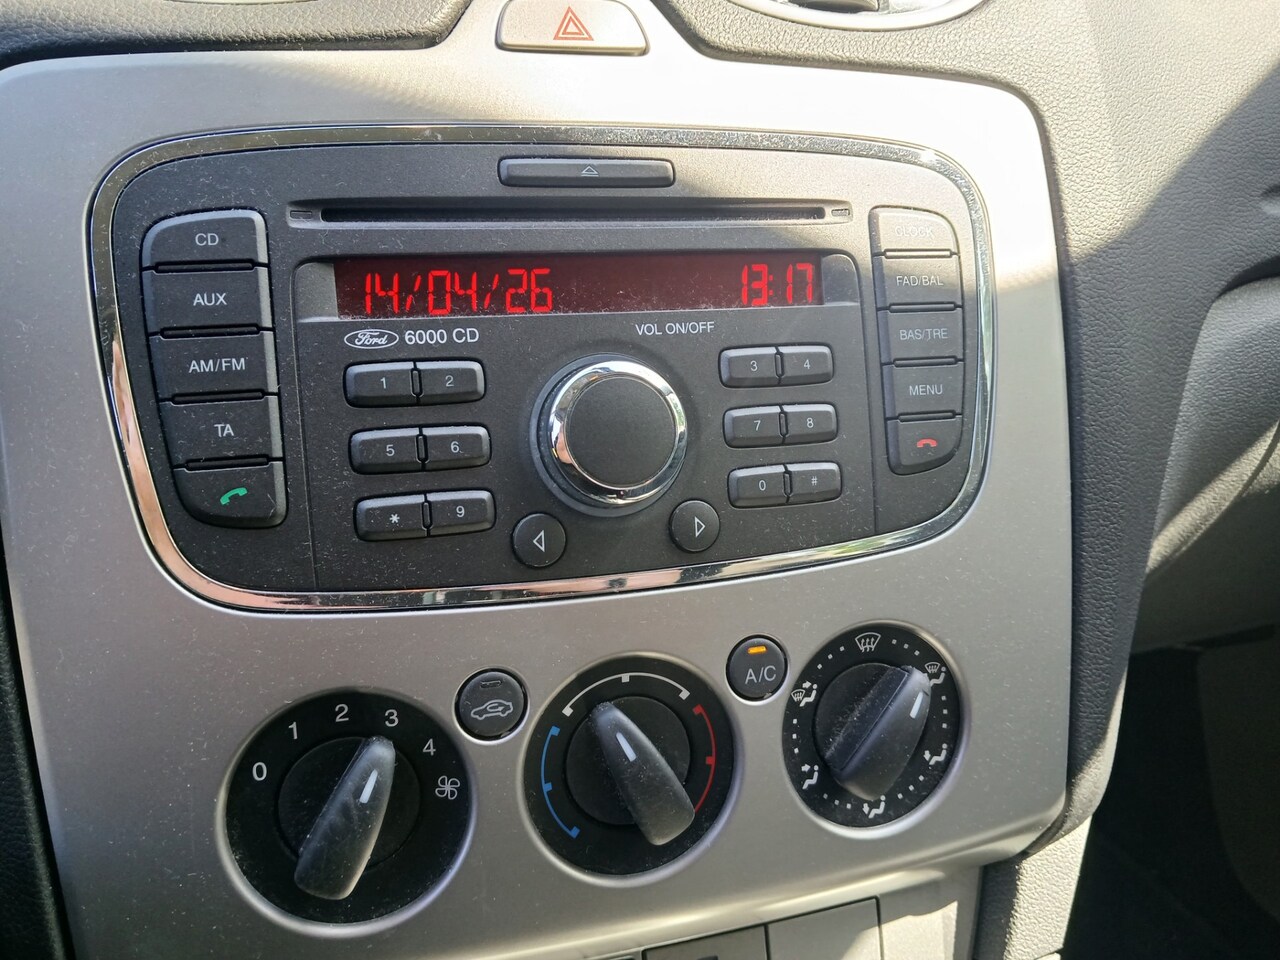 14/04/26 13:17
Ford 6000 CD
VOL ON/OFF
CD
AUX
AM/FM
TA
1 2
5 6
* 9
3 4
7 8
0 #
CLOCK
FAD/BAL
BAS/TRE
MENU
0 1 2 3 4
A/C